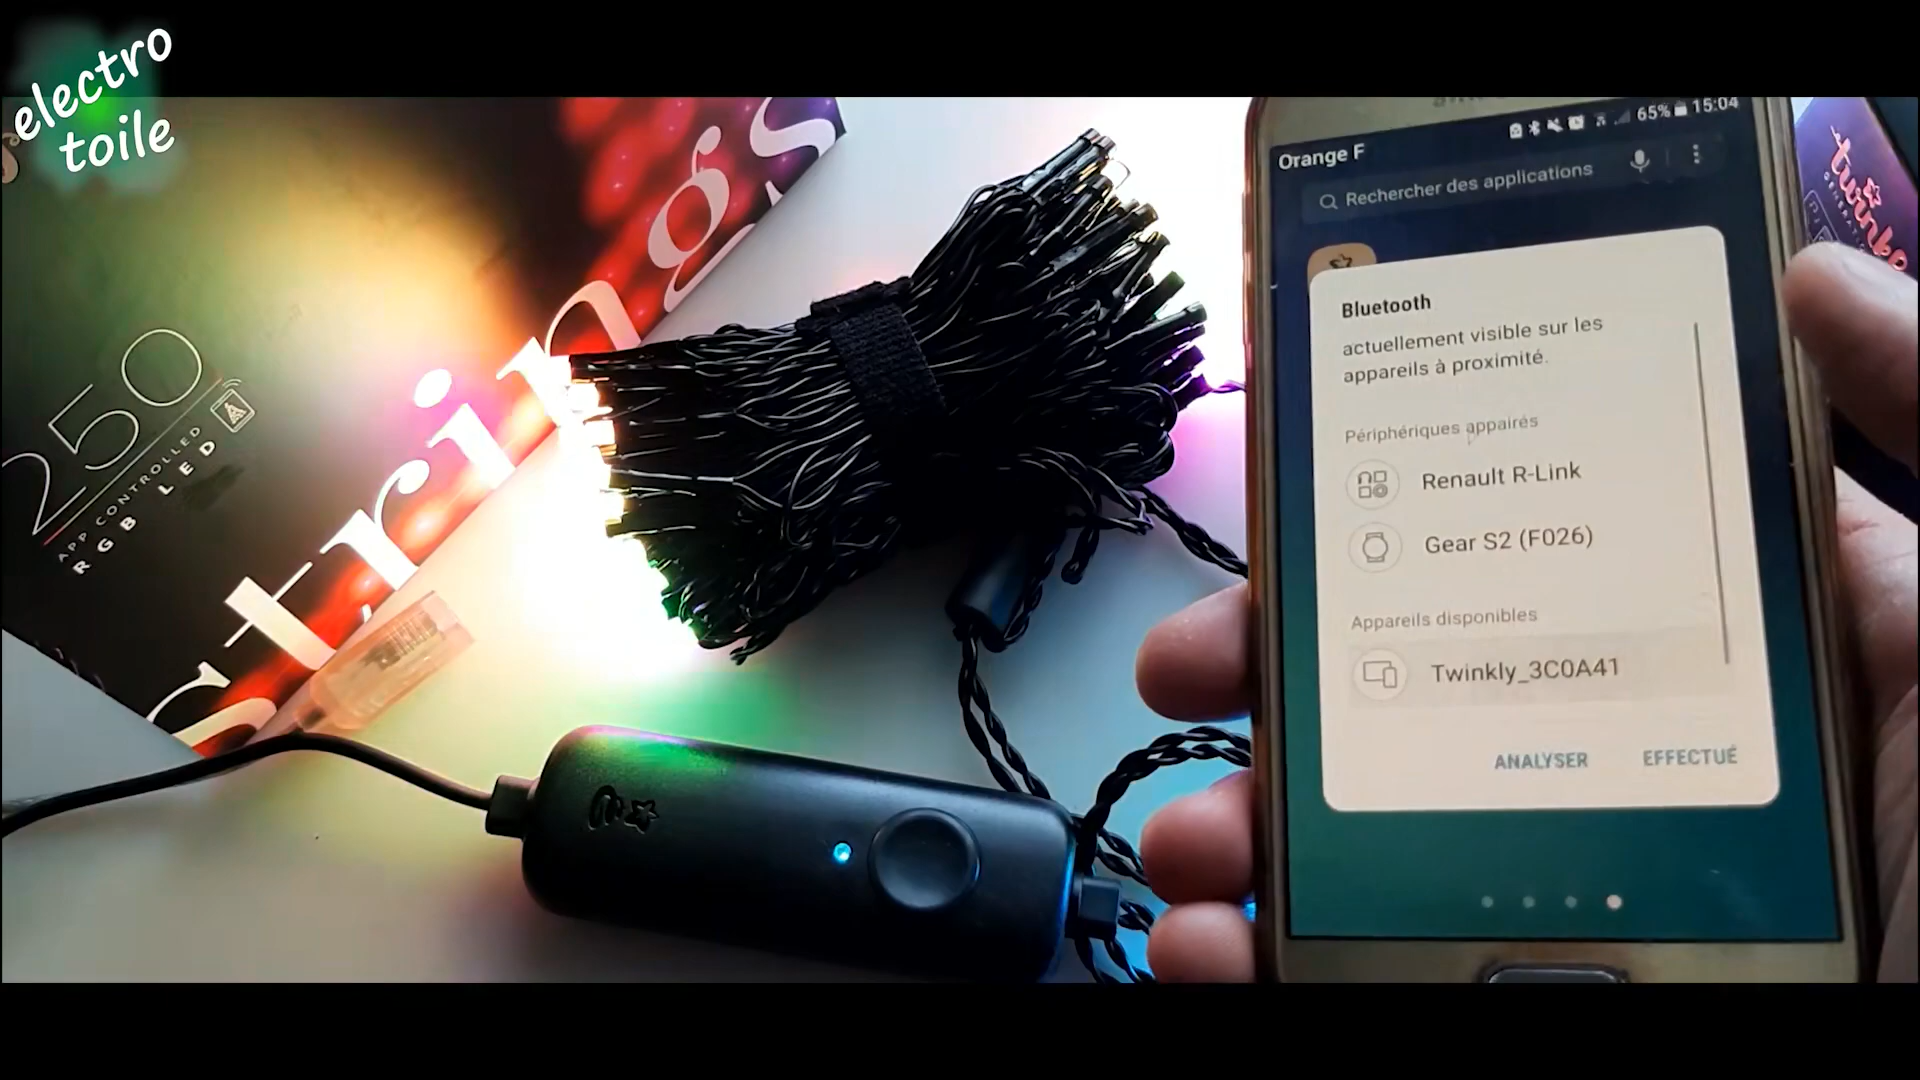 electro
toile
250
APP CONTROLLED
RGB LED
strings
Orange F
65%
15:04
Rechercher des applications
Bluetooth
actuellement visible sur les
appareils à proximité.
Périphériques appairés
Renault R-Link
Gear S2 (F026)
Appareils disponibles
Twinkly_3C0A41
ANALYSER
EFFECTUÉ